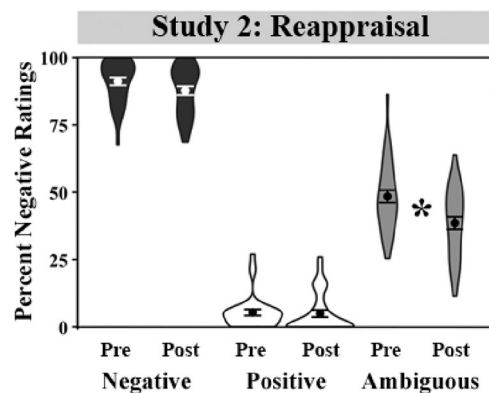 Study 2: Reappraisal
Percent Negative Ratings
100
75
50
25
0
*
Pre Post Pre Post Pre Post
Negative Positive Ambiguous